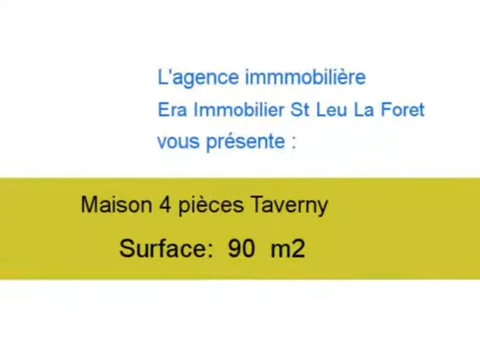 L'agence immmobilière
Era Immobilier St Leu La Foret
vous présente :
Maison 4 pièces Taverny
Surface: 90 m2